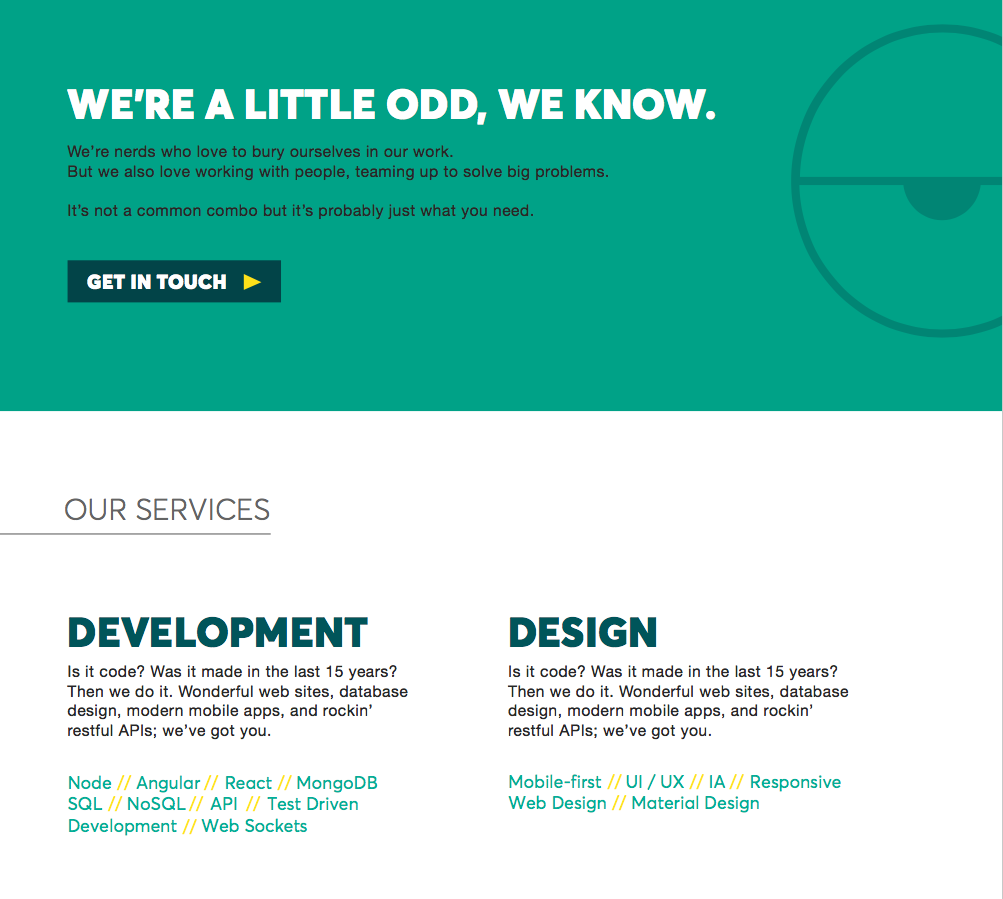 WE'RE A LITTLE ODD, WE KNOW.
We're nerds who love to bury ourselves in our work.
But we also love working with people, teaming up to solve big problems.
It's not a common combo but it's probably just what you need.
GET IN TOUCH
OUR SERVICES
DEVELOPMENT
Is it code? Was it made in the last 15 years?
Then we do it. Wonderful web sites, database
design, modern mobile apps, and rockin'
restful APIs; we've got you.
Node // Angular // React // MongoDB
SQL // NoSQL // API // Test Driven
Development // Web Sockets
DESIGN
Is it code? Was it made in the last 15 years?
Then we do it. Wonderful web sites, database
design, modern mobile apps, and rockin'
restful APIs; we've got you.
Mobile-first // UI / UX // IA // Responsive
Web Design // Material Design